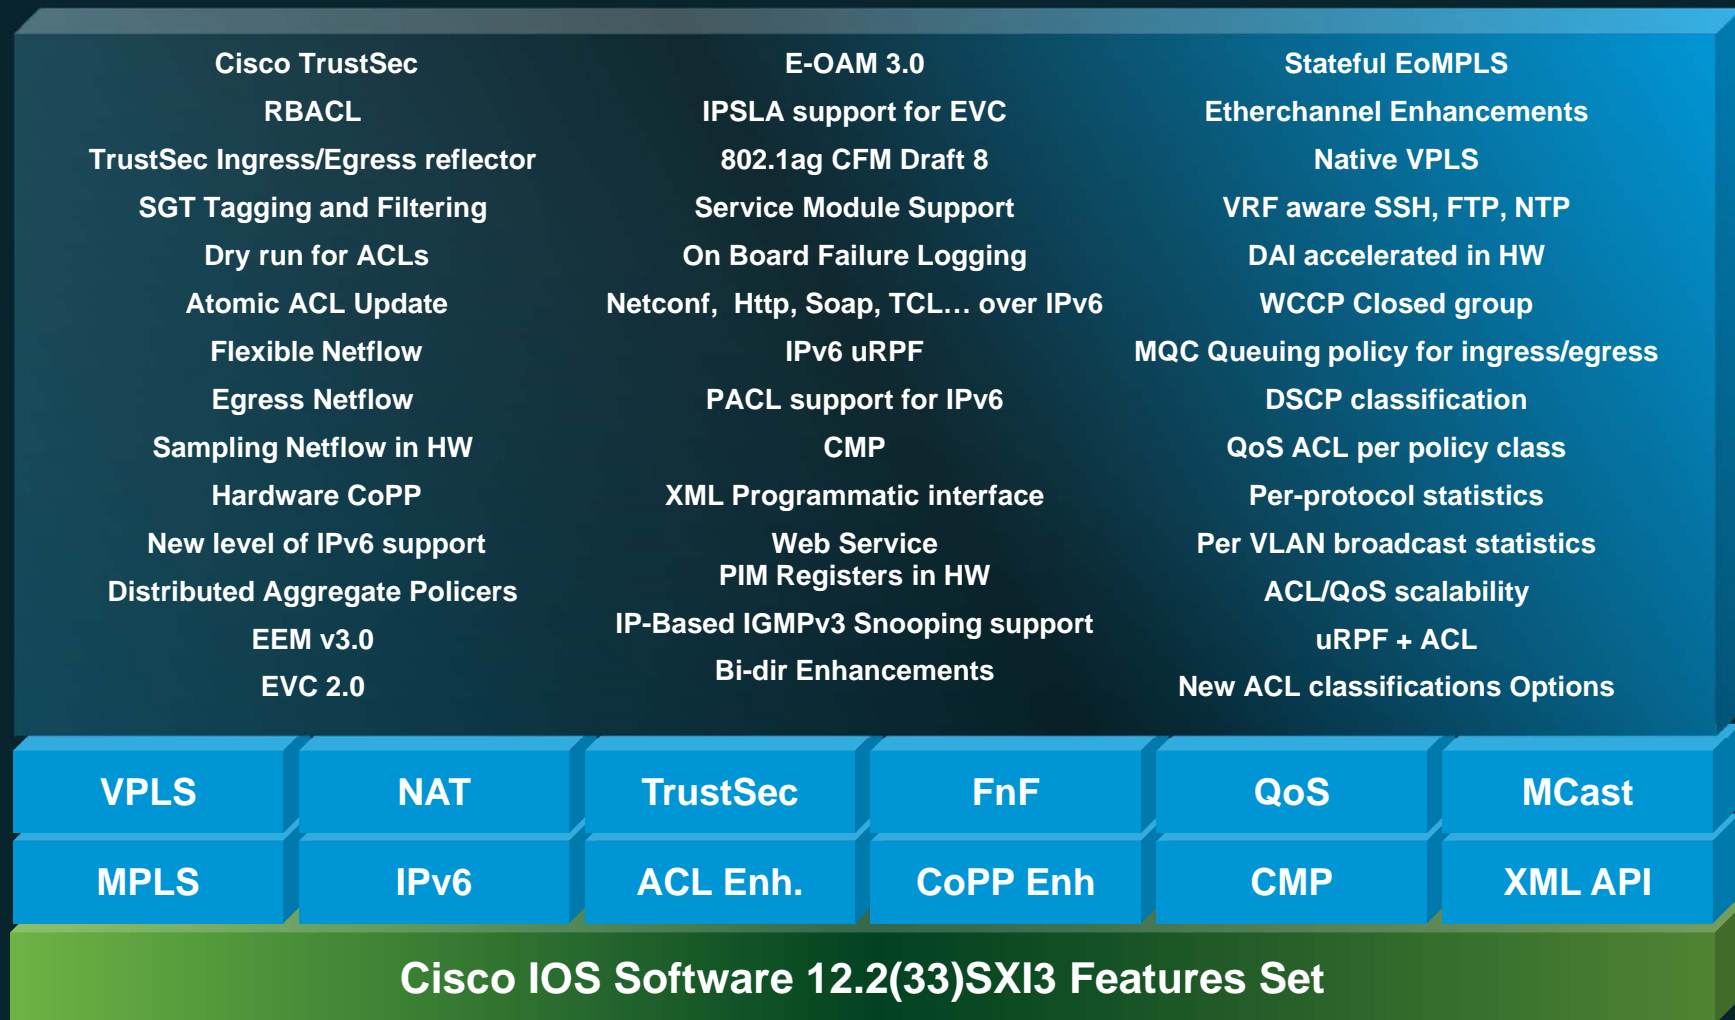 Cisco TrustSec
RBACL
TrustSec Ingress/Egress reflector
SGT Tagging and Filtering
Dry run for ACLs
Atomic ACL Update
Flexible Netflow
Egress Netflow
Sampling Netflow in HW
Hardware CoPP
New level of IPv6 support
Distributed Aggregate Policers
EEM v3.0
EVC 2.0
E-OAM 3.0
IPSLA support for EVC
802.1ag CFM Draft 8
Service Module Support
On Board Failure Logging
Netconf, Http, Soap, TCL… over IPv6
IPv6 uRPF
PACL support for IPv6
CMP
XML Programmatic interface
Web Service
PIM Registers in HW
IP-Based IGMPv3 Snooping support
Bi-dir Enhancements
Stateful EoMPLS
Etherchannel Enhancements
Native VPLS
VRF aware SSH, FTP, NTP
DAI accelerated in HW
WCCP Closed group
MQC Queuing policy for ingress/egress
DSCP classification
QoS ACL per policy class
Per-protocol statistics
Per VLAN broadcast statistics
ACL/QoS scalability
uRPF + ACL
New ACL classifications Options
VPLS
NAT
TrustSec
FnF
QoS
MCast
MPLS
IPv6
ACL Enh.
CoPP Enh
CMP
XML API
Cisco IOS Software 12.2(33)SXI3 Features Set